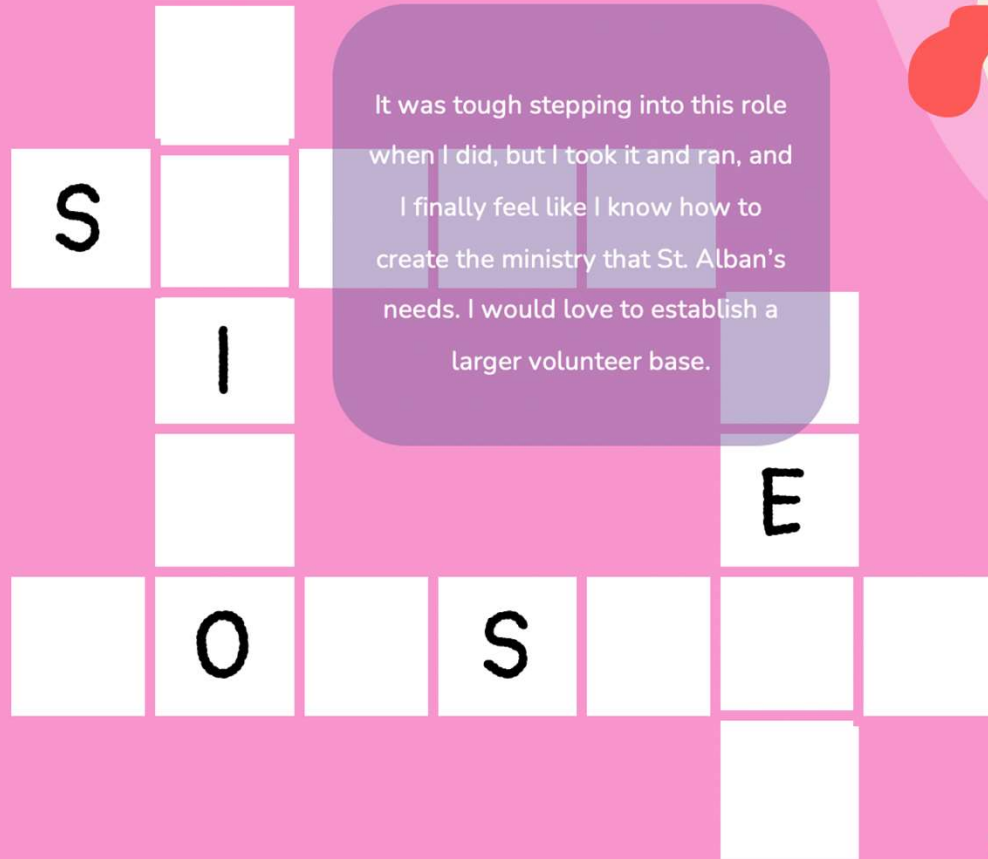 It was tough stepping into this role
when I did, but I took it and ran, and
S
I finally feel like I know how to
create the ministry that St. Alban's
needs. I would love to establish a
I
larger volunteer base.
E
O S